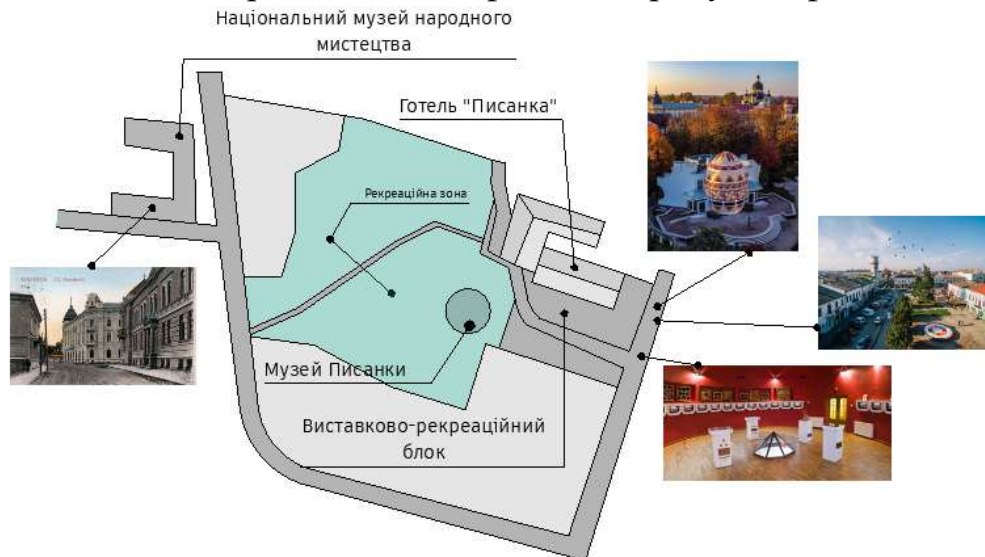 Національний музей народного
мистецтва
Готель "Писанка"
Рекреаційна зона
Музей Писанки
Виставково-рекреаційний
блок